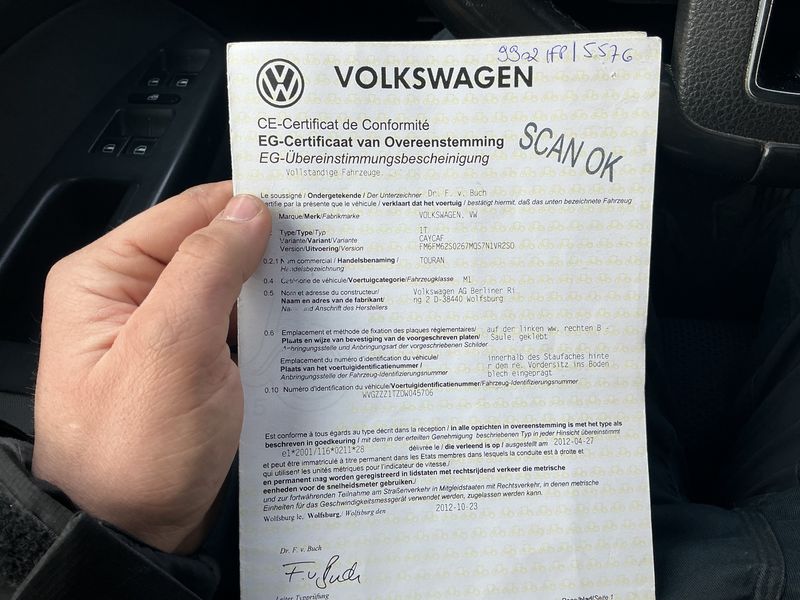 VOLKSWAGEN
CE-Certificat de Conformité
EG-Certificaat van Overeenstemming
EG-Übereinstimmungsbescheinigung
Vollständige Fahrzeuge.
SCAN OK
Le soussigné / Ondergetekende / Der Unterzeichner Dr. F. v. Buch
certifie par la présente que le véhicule / verklaart dat het voertuig / bestätigt hiermit, daß das unten bezeichnete Fahrzeug
Marque/Merk/Fabrikmarke VOLKSWAGEN, VW
Type/Type/Typ 1T
Variante/Variant/Variante CAYCAF
Version/Uitvoering/Version FM6FM62S0267MQS7N1VR2SO
0.2.1 Nom commercial / Handelsbenaming / TOURAN
Handelsbezeichnung
0.4 Catégorie de véhicule/Voertuigcategorie/Fahrzeugklasse M1
0.5 Nom et adresse du constructeur/ Volkswagen AG Berliner Ri
Naam en adres van de fabrikant/ ng 2 D-38440 Wolfsburg
und Anschrift des Herstellers
0.6 Emplacement et méthode de fixation des plaques réglementaires/ auf der linken ww. rechten B -
Plaats en wijze van bevestiging van de voorgeschreven platen/ Säule, geklebt
Anbringungsstelle und Anbringungsart der vorgeschriebenen Schilder
Emplacement du numéro d'identification du véhicule/ innerhalb des Staufaches hinte
Plaats van het voertuigidentificatienummer / r dem re. Vordersitz ins Boden
Anbringungsstelle der Fahrzeug-Identifizierungsnummer blech eingeprägt
0.10 Numéro d'identification du véhicule/Voertuigidentificatienummer/Fahrzeug-Identifizierungsnummer
WVGZZZ1TZDW045706
Est conforme à tous égards au type décrit dans la réception / in alle opzichten in overeenstemming is met het type als
beschreven in goedkeuring / mit dem in der erteilten Genehmigung beschriebenen Typ in jeder Hinsicht übereinstimmt
e1*2001/116*0211*28 délivrée le / die verleend is op / ausgestellt am 2012-04-27
et peut être immatriculé à titre permanent dans les Etats membres dans lesquels la conduite est à droite et
qui utilisent les unités métriques pour l'indicateur de vitesse./
en permanent mag worden geregistreerd in lidstaten met rechtsrijdend verkeer die metrische
eenheden voor de snelheidsmeter gebruiken./
und zur fortwährenden Teilnahme am Straßenverkehr in Mitgliedstaaten mit Rechtsverkehr, in denen metrische
Einheiten für das Geschwindigkeitsmessgerät verwendet werden, zugelassen werden kann.
Wolfsburg le, Wolfsburg,/ Wolfsburg den 2012-10-23
Dr. F. v. Buch
F. v. Buch
Leiter Typprüfung